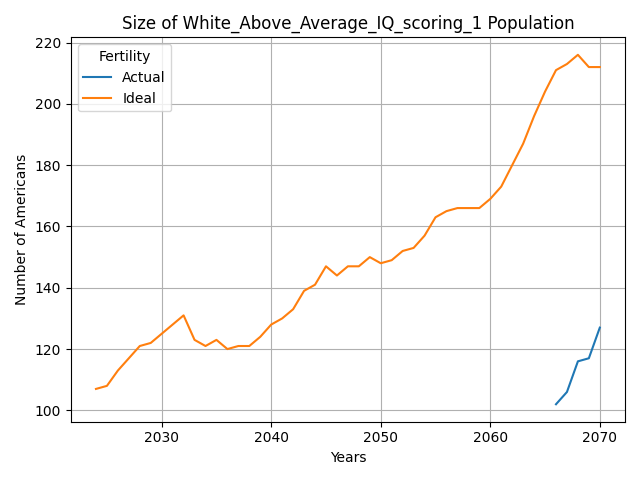 Size of White_Above_Average_IQ_scoring_1 Population
Fertility
Actual
Ideal
Number of Americans
220
200
180
160
140
120
100
2030
2040
2050
2060
2070
Years